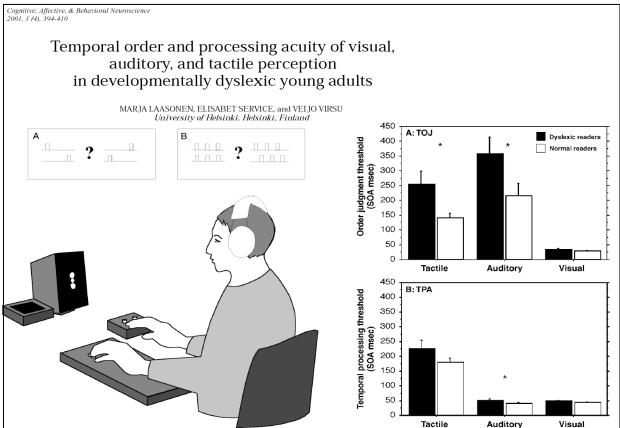 Cognitive, Affective, & Behavioral Neuroscience
2001, 1 (4), 394-410
Temporal order and processing acuity of visual,
auditory, and tactile perception
in developmentally dyslexic young adults
MARJA LAASONEN, ELISABET SERVICE, and VEIJO VIRSU
University of Helsinki, Helsinki, Finland
A
?
B
?
A: TOJ
Dyslexic readers
Normal readers
*
*
Order judgment threshold
(SOA msec)
450
400
350
300
250
200
150
100
50
0
Tactile Auditory Visual
B: TPA
*
Temporal processing threshold
(SOA msec)
450
400
350
300
250
200
150
100
50
0
Tactile Auditory Visual